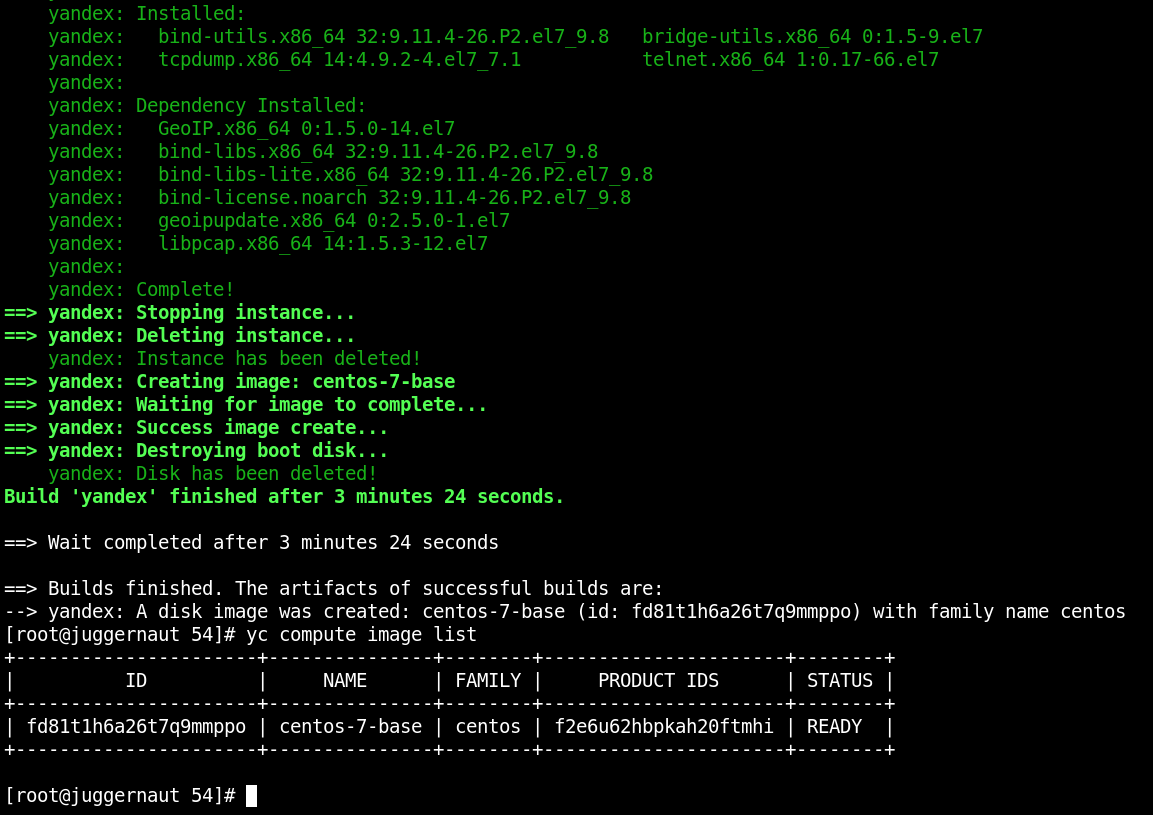 yandex: Installed:
yandex:   bind-utils.x86_64 32:9.11.4-26.P2.el7_9.8   bridge-utils.x86_64 0:1.5-9.el7
yandex:   tcpdump.x86_64 14:4.9.2-4.el7_7.1           telnet.x86_64 1:0.17-66.el7
yandex:
yandex: Dependency Installed:
yandex:   GeoIP.x86_64 0:1.5.0-14.el7
yandex:   bind-libs.x86_64 32:9.11.4-26.P2.el7_9.8
yandex:   bind-libs-lite.x86_64 32:9.11.4-26.P2.el7_9.8
yandex:   bind-license.noarch 32:9.11.4-26.P2.el7_9.8
yandex:   geoipupdate.x86_64 0:2.5.0-1.el7
yandex:   libpcap.x86_64 14:1.5.3-12.el7
yandex:
yandex: Complete!
==> yandex: Stopping instance...
==> yandex: Deleting instance...
yandex: Instance has been deleted!
==> yandex: Creating image: centos-7-base
==> yandex: Waiting for image to complete...
==> yandex: Success image create...
==> yandex: Destroying boot disk...
yandex: Disk has been deleted!
Build 'yandex' finished after 3 minutes 24 seconds.
==> Wait completed after 3 minutes 24 seconds
==> Builds finished. The artifacts of successful builds are:
--> yandex: A disk image was created: centos-7-base (id: fd81t1h6a26t7q9mmppo) with family name centos
[root@juggernaut 54]# yc compute image list
+----------------------+---------------+--------+----------------------+--------+
|          ID          |     NAME      | FAMILY |     PRODUCT IDS      | STATUS |
+----------------------+---------------+--------+----------------------+--------+
| fd81t1h6a26t7q9mmppo | centos-7-base | centos | f2e6u62hbpkah20ftmhi | READY  |
+----------------------+---------------+--------+----------------------+--------+
[root@juggernaut 54]#